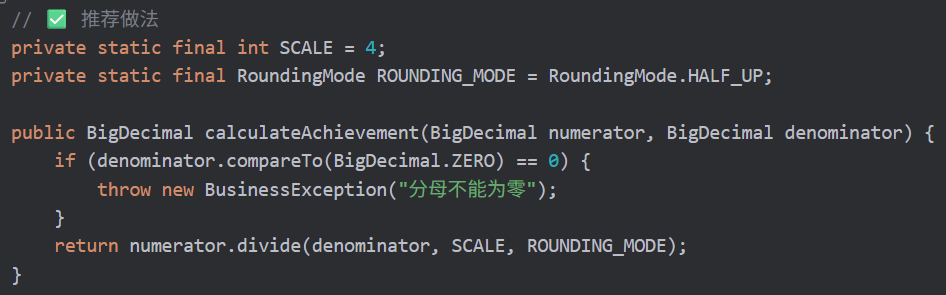 // ✅ 推荐做法
private static final int SCALE = 4;
private static final RoundingMode ROUNDING_MODE = RoundingMode.HALF_UP;

public BigDecimal calculateAchievement(BigDecimal numerator, BigDecimal denominator) {
    if (denominator.compareTo(BigDecimal.ZERO) == 0) {
        throw new BusinessException("分母不能为零");
    }
    return numerator.divide(denominator, SCALE, ROUNDING_MODE);
}